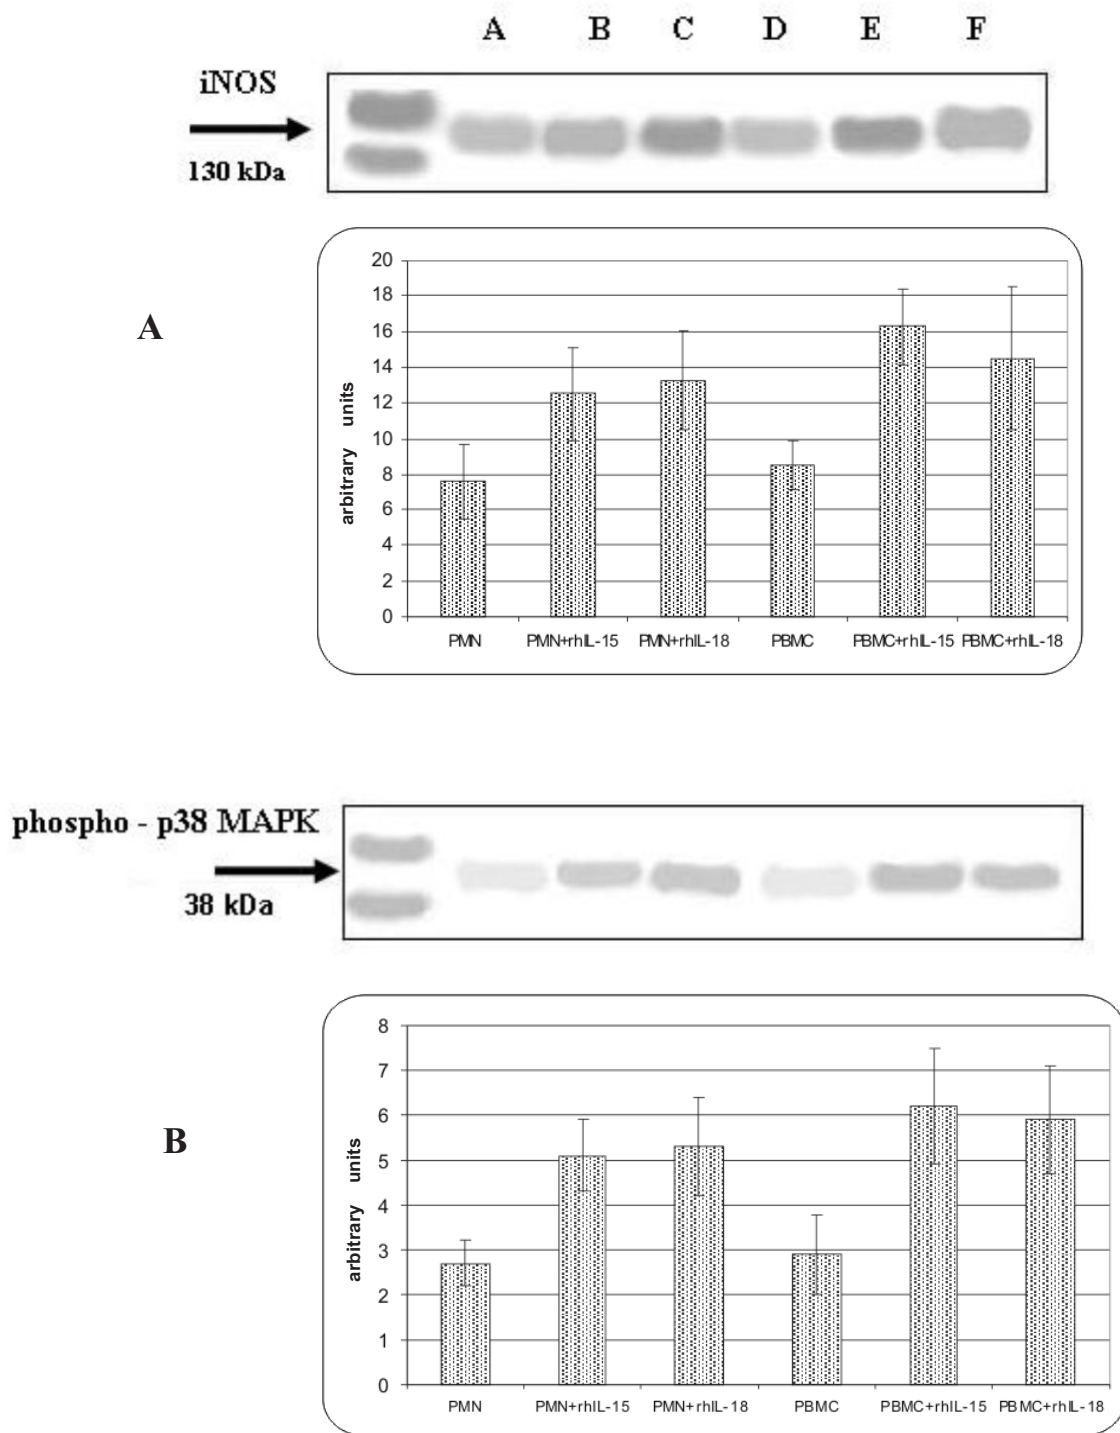 A B C D E F
iNOS
130 kDa
A
20
18
16
14
12
10
8
6
4
2
0
arbitrary units
PMN PMN+rhIL-15 PMN+rhIL-18 PBMC PBMC+rhIL-15 PBMC+rhIL-18
phospho - p38 MAPK
38 kDa
B
8
7
6
5
4
3
2
1
0
arbitrary units
PMN PMN+rhIL-15 PMN+rhIL-18 PBMC PBMC+rhIL-15 PBMC+rhIL-18